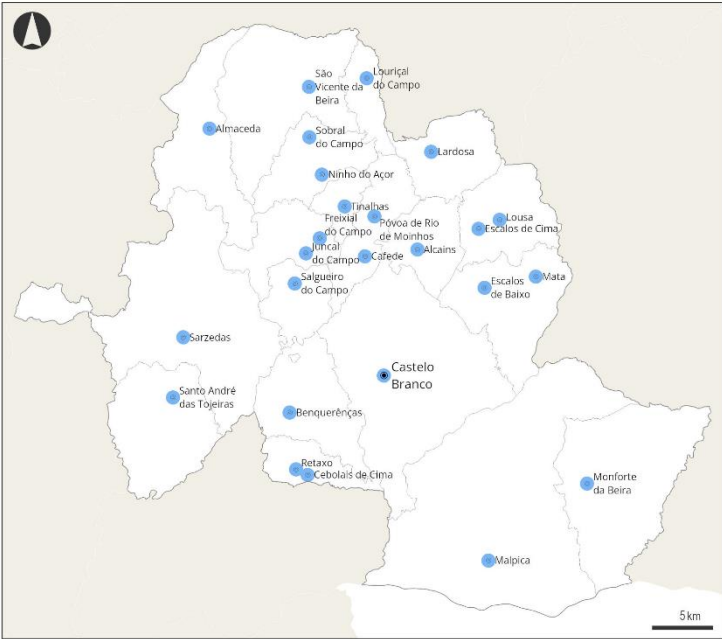 São
Vicente da
Beira
Louriçal
do Campo
Almaceda
Sobral
do Campo
Lardosa
Ninho do Açor
Tinalhas
Freixial
do Campo
Póvoa de Rio
de Moinhos
Lousa
Escalos de Cima
Juncal
do Campo
Cafede
Alcains
Salgueiro
do Campo
Escalos
de Baixo
Mata
Sarzedas
Castelo
Branco
Santo André
das Tojeiras
Benquerênças
Retaxo
Cebolais de Cima
Monforte
da Beira
Malpica
5 km